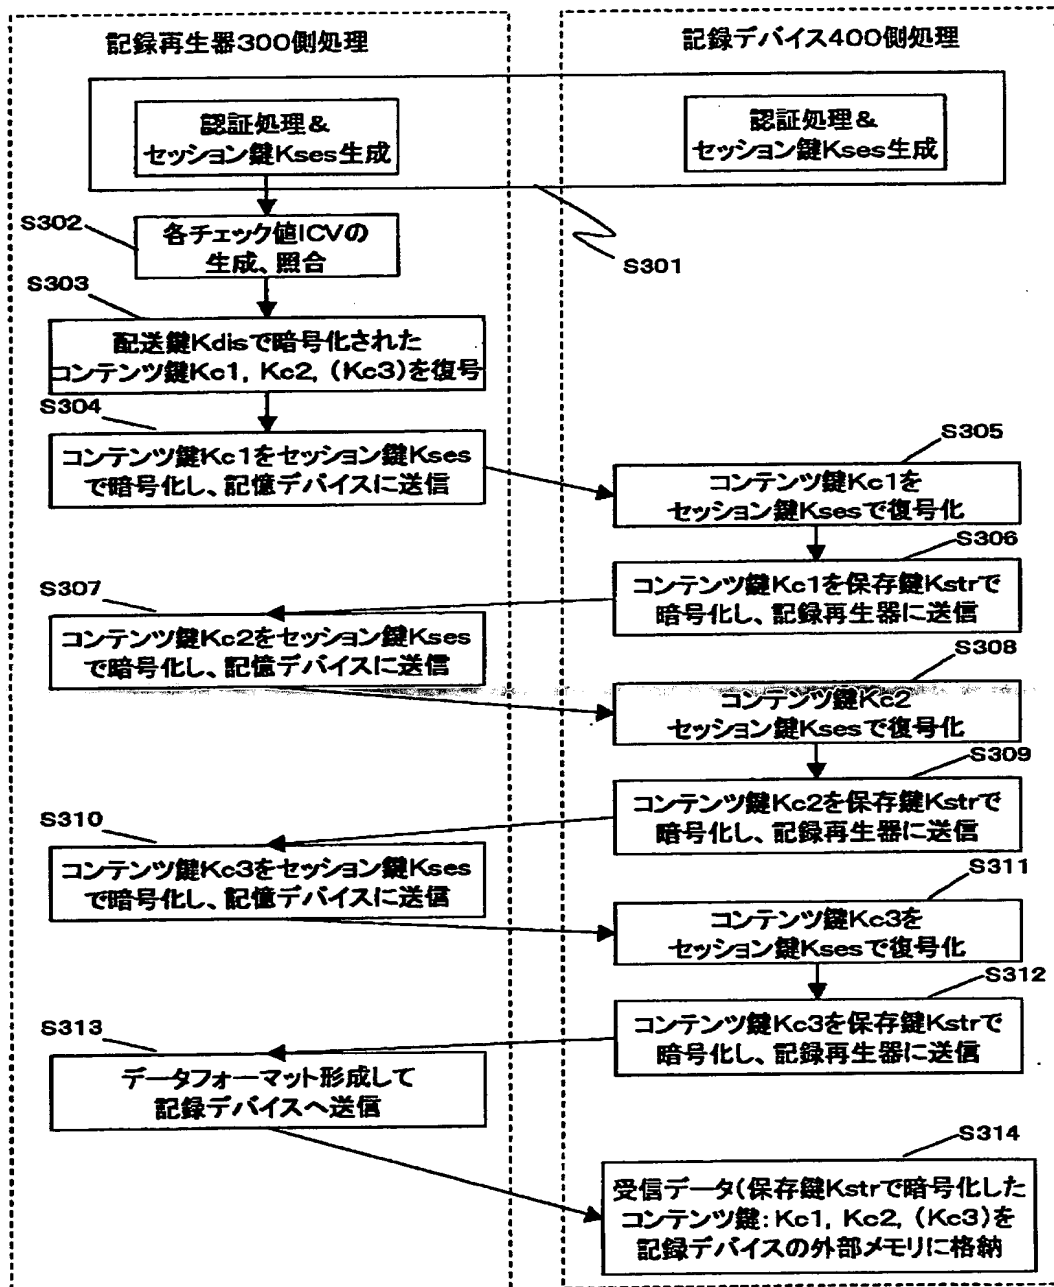 記録再生器300側処理
記録デバイス400側処理
認証処理&
セッション鍵Kses生成
認証処理&
セッション鍵Kses生成
S301
S302
各チェック値ICVの
生成、照合
S303
配送鍵Kdisで暗号化された
コンテンツ鍵Kc1, Kc2, (Kc3)を復号
S304
コンテンツ鍵Kc1をセッション鍵Kses
で暗号化し、記憶デバイスに送信
S305
コンテンツ鍵Kc1を
セッション鍵Ksesで復号化
S306
コンテンツ鍵Kc1を保存鍵Kstrで
暗号化し、記録再生器に送信
S307
コンテンツ鍵Kc2をセッション鍵Kses
で暗号化し、記憶デバイスに送信
S308
コンテンツ鍵Kc2
セッション鍵Ksesで復号化
S309
コンテンツ鍵Kc2を保存鍵Kstrで
暗号化し、記録再生器に送信
S310
コンテンツ鍵Kc3をセッション鍵Kses
で暗号化し、記憶デバイスに送信
S311
コンテンツ鍵Kc3を
セッション鍵Ksesで復号化
S312
コンテンツ鍵Kc3を保存鍵Kstrで
暗号化し、記録再生器に送信
S313
データフォーマット形成して
記録デバイスへ送信
S314
受信データ(保存鍵Kstrで暗号化した
コンテンツ鍵:Kc1, Kc2, (Kc3)を
記録デバイスの外部メモリに格納